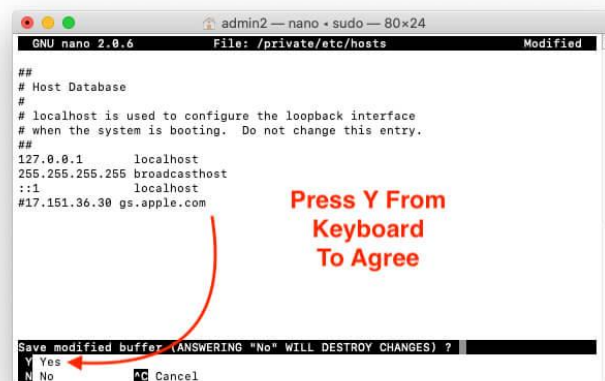 admin2 — nano ◂ sudo — 80×24
GNU nano 2.0.6 File: /private/etc/hosts Modified
##
# Host Database
#
# localhost is used to configure the loopback interface
# when the system is booting.  Do not change this entry.
##
127.0.0.1 localhost
255.255.255.255 broadcasthost
::1 localhost
#17.151.36.30 gs.apple.com
Press Y From
Keyboard
To Agree
Save modified buffer (ANSWERING "No" WILL DESTROY CHANGES) ?
Y Yes
N No ^C Cancel